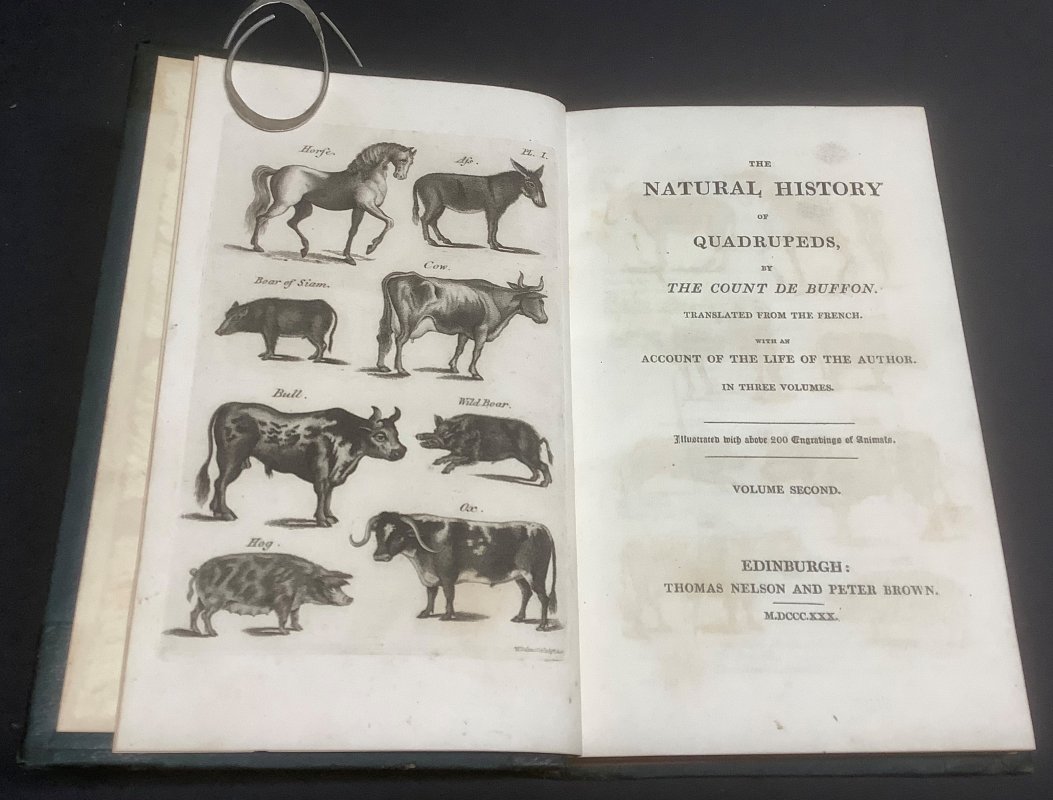 Horſe.
Aſs.
PL. I.
Boar of Siam.
Cow.
Bull.
Wild Boar.
Ox.
Hog.
THE
NATURAL HISTORY
OF
QUADRUPEDS,
BY
THE COUNT DE BUFFON.
TRANSLATED FROM THE FRENCH.
WITH AN
ACCOUNT OF THE LIFE OF THE AUTHOR.
IN THREE VOLUMES.
Illustrated with above 200 Engravings of Animals.
VOLUME SECOND.
EDINBURGH:
THOMAS NELSON AND PETER BROWN.
M.DCCC.XXX.